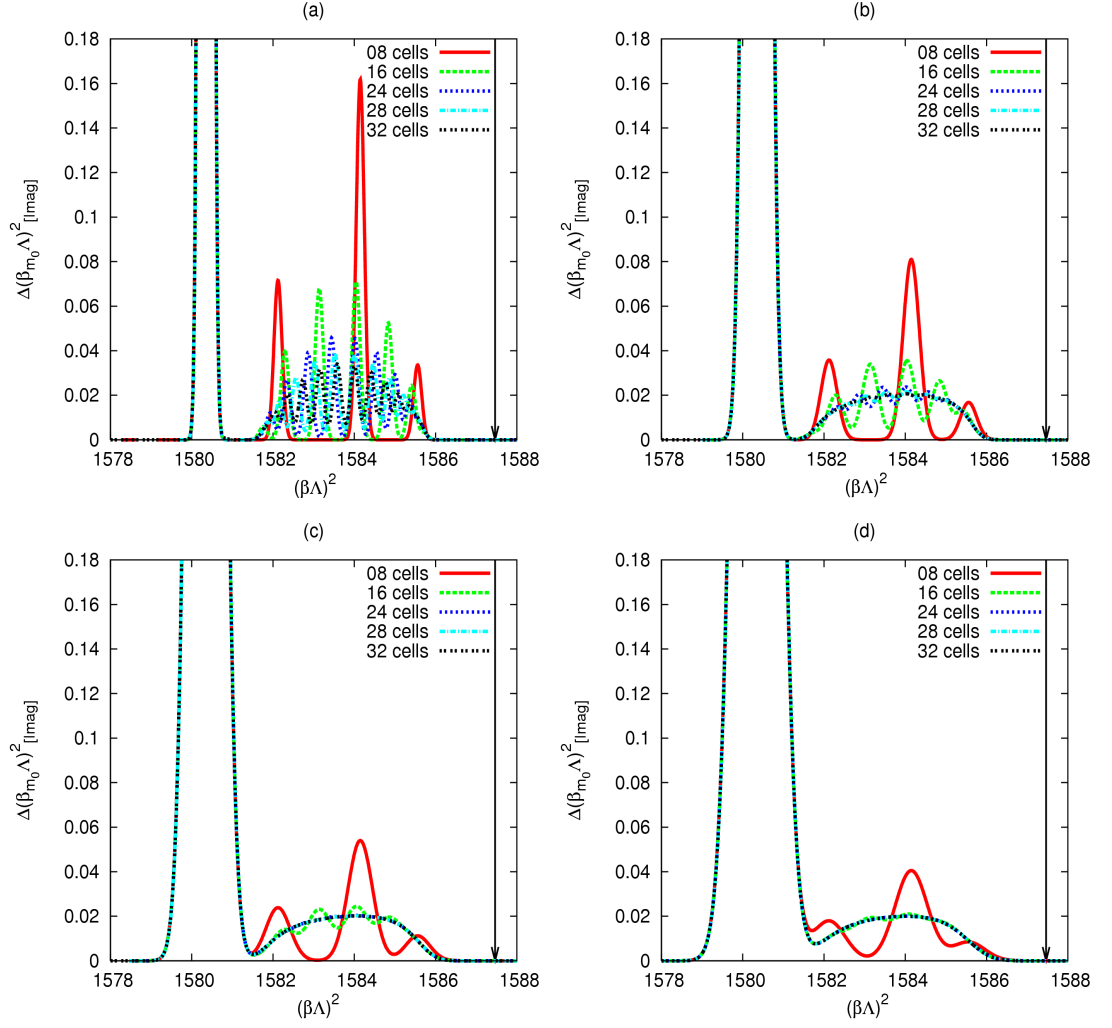 (a)
Δ(β_{m_0}Λ)^2 [Imag]
0.18
0.16
0.14
0.12
0.1
0.08
0.06
0.04
0.02
0
08 cells
16 cells
24 cells
28 cells
32 cells
1578 1580 1582 1584 1586 1588
(βΛ)^2
(b)
Δ(β_{m_0}Λ)^2 [Imag]
0.18
0.16
0.14
0.12
0.1
0.08
0.06
0.04
0.02
0
08 cells
16 cells
24 cells
28 cells
32 cells
1578 1580 1582 1584 1586 1588
(βΛ)^2
(c)
Δ(β_{m_0}Λ)^2 [Imag]
0.18
0.16
0.14
0.12
0.1
0.08
0.06
0.04
0.02
0
08 cells
16 cells
24 cells
28 cells
32 cells
1578 1580 1582 1584 1586 1588
(βΛ)^2
(d)
Δ(β_{m_0}Λ)^2 [Imag]
0.18
0.16
0.14
0.12
0.1
0.08
0.06
0.04
0.02
0
08 cells
16 cells
24 cells
28 cells
32 cells
1578 1580 1582 1584 1586 1588
(βΛ)^2